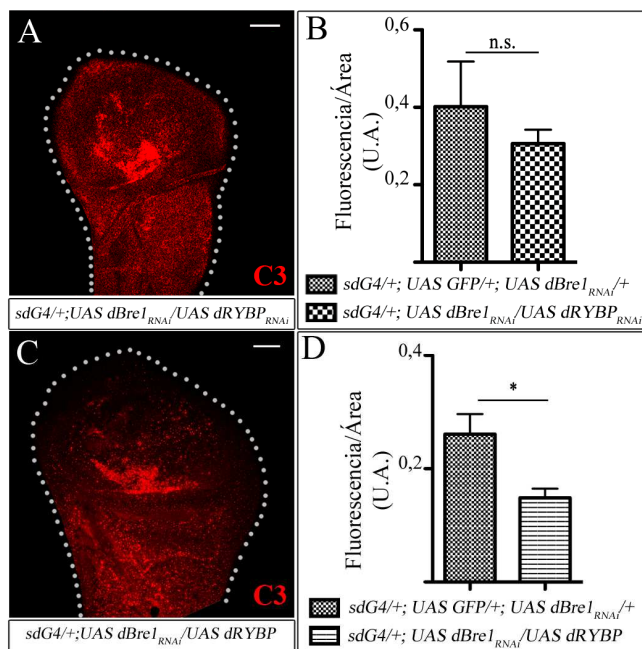 A
C3
sdG4/+;UAS dBre1RNAi/UAS dRYBPRNAi
B
0,6
0,4
0,2
Fluorescencia/Área
(U.A.)
n.s.
sdG4/+; UAS GFP/+; UAS dBre1RNAi/+
sdG4/+; UAS dBre1RNAi/UAS dRYBPRNAi
C
C3
sdG4/+;UAS dBre1RNAi/UAS dRYBP
D
0,4
0,2
Fluorescencia/Área
(U.A.)
*
sdG4/+; UAS GFP/+; UAS dBre1RNAi/+
sdG4/+; UAS dBre1RNAi/UAS dRYBP